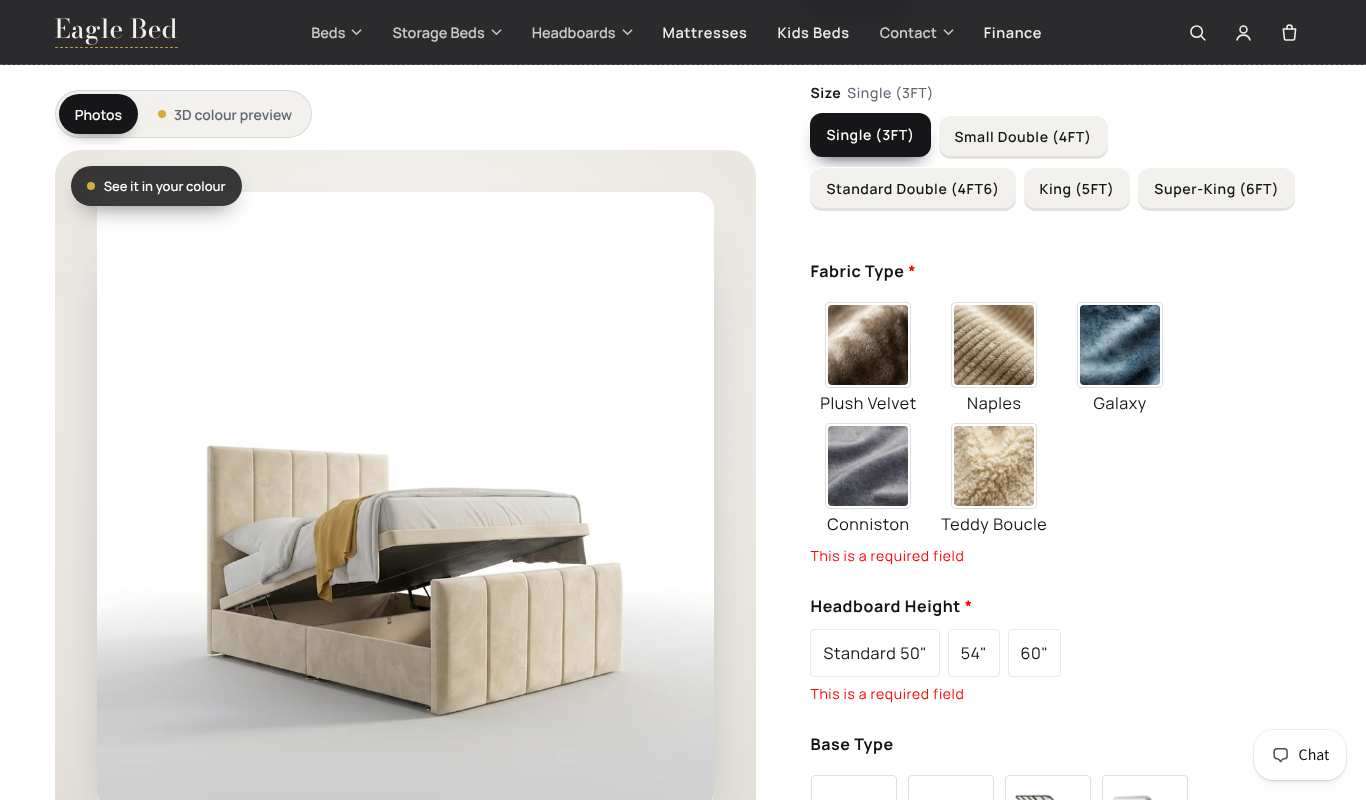 Eagle Bed
Beds
Storage Beds
Headboards
Mattresses
Kids Beds
Contact
Finance
Photos
3D colour preview
See it in your colour
Size Single (3FT)
Single (3FT)
Small Double (4FT)
Standard Double (4FT6)
King (5FT)
Super-King (6FT)
Fabric Type *
Plush Velvet
Naples
Galaxy
Conniston
Teddy Boucle
This is a required field
Headboard Height *
Standard 50"
54"
60"
This is a required field
Base Type
Chat